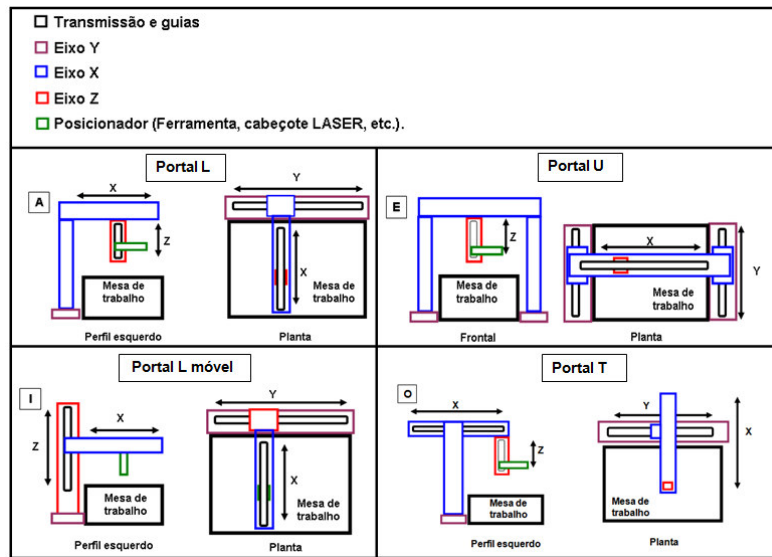 Transmissão e guias
Eixo Y
Eixo X
Eixo Z
Posicionador (Ferramenta, cabeçote LASER, etc.).
Portal L
A
X
Z
Mesa de
trabalho
Perfil esquerdo
Y
X
Mesa de
trabalho
Planta
Portal U
E
Z
Mesa de
trabalho
Frontal
X
Y
Mesa de
trabalho
Planta
Portal L móvel
I
Z
X
Mesa de
trabalho
Perfil esquerdo
Y
X
Mesa de
trabalho
Planta
Portal T
O
X
Z
Mesa de
trabalho
Perfil esquerdo
Y
X
Mesa de
trabalho
Planta